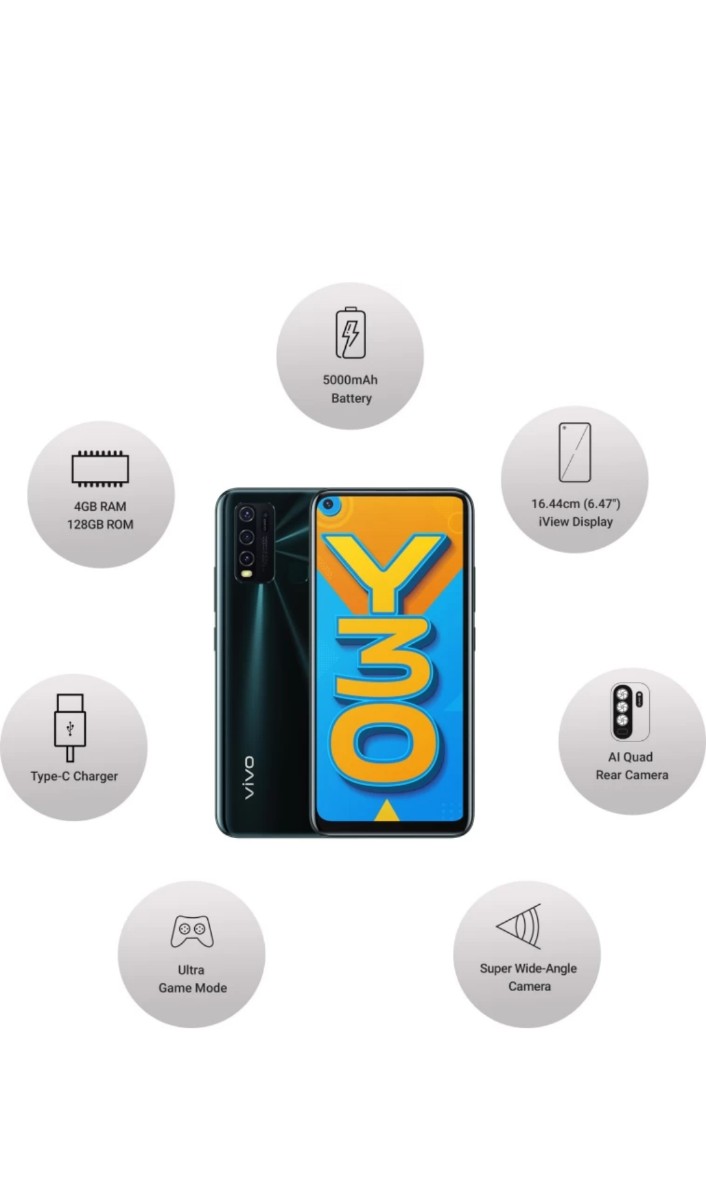 5000mAh
Battery
16.44cm (6.47")
iView Display
4GB RAM
128GB ROM
Y30
vivo
Type-C Charger
AI Quad
Rear Camera
Ultra
Game Mode
Super Wide-Angle
Camera